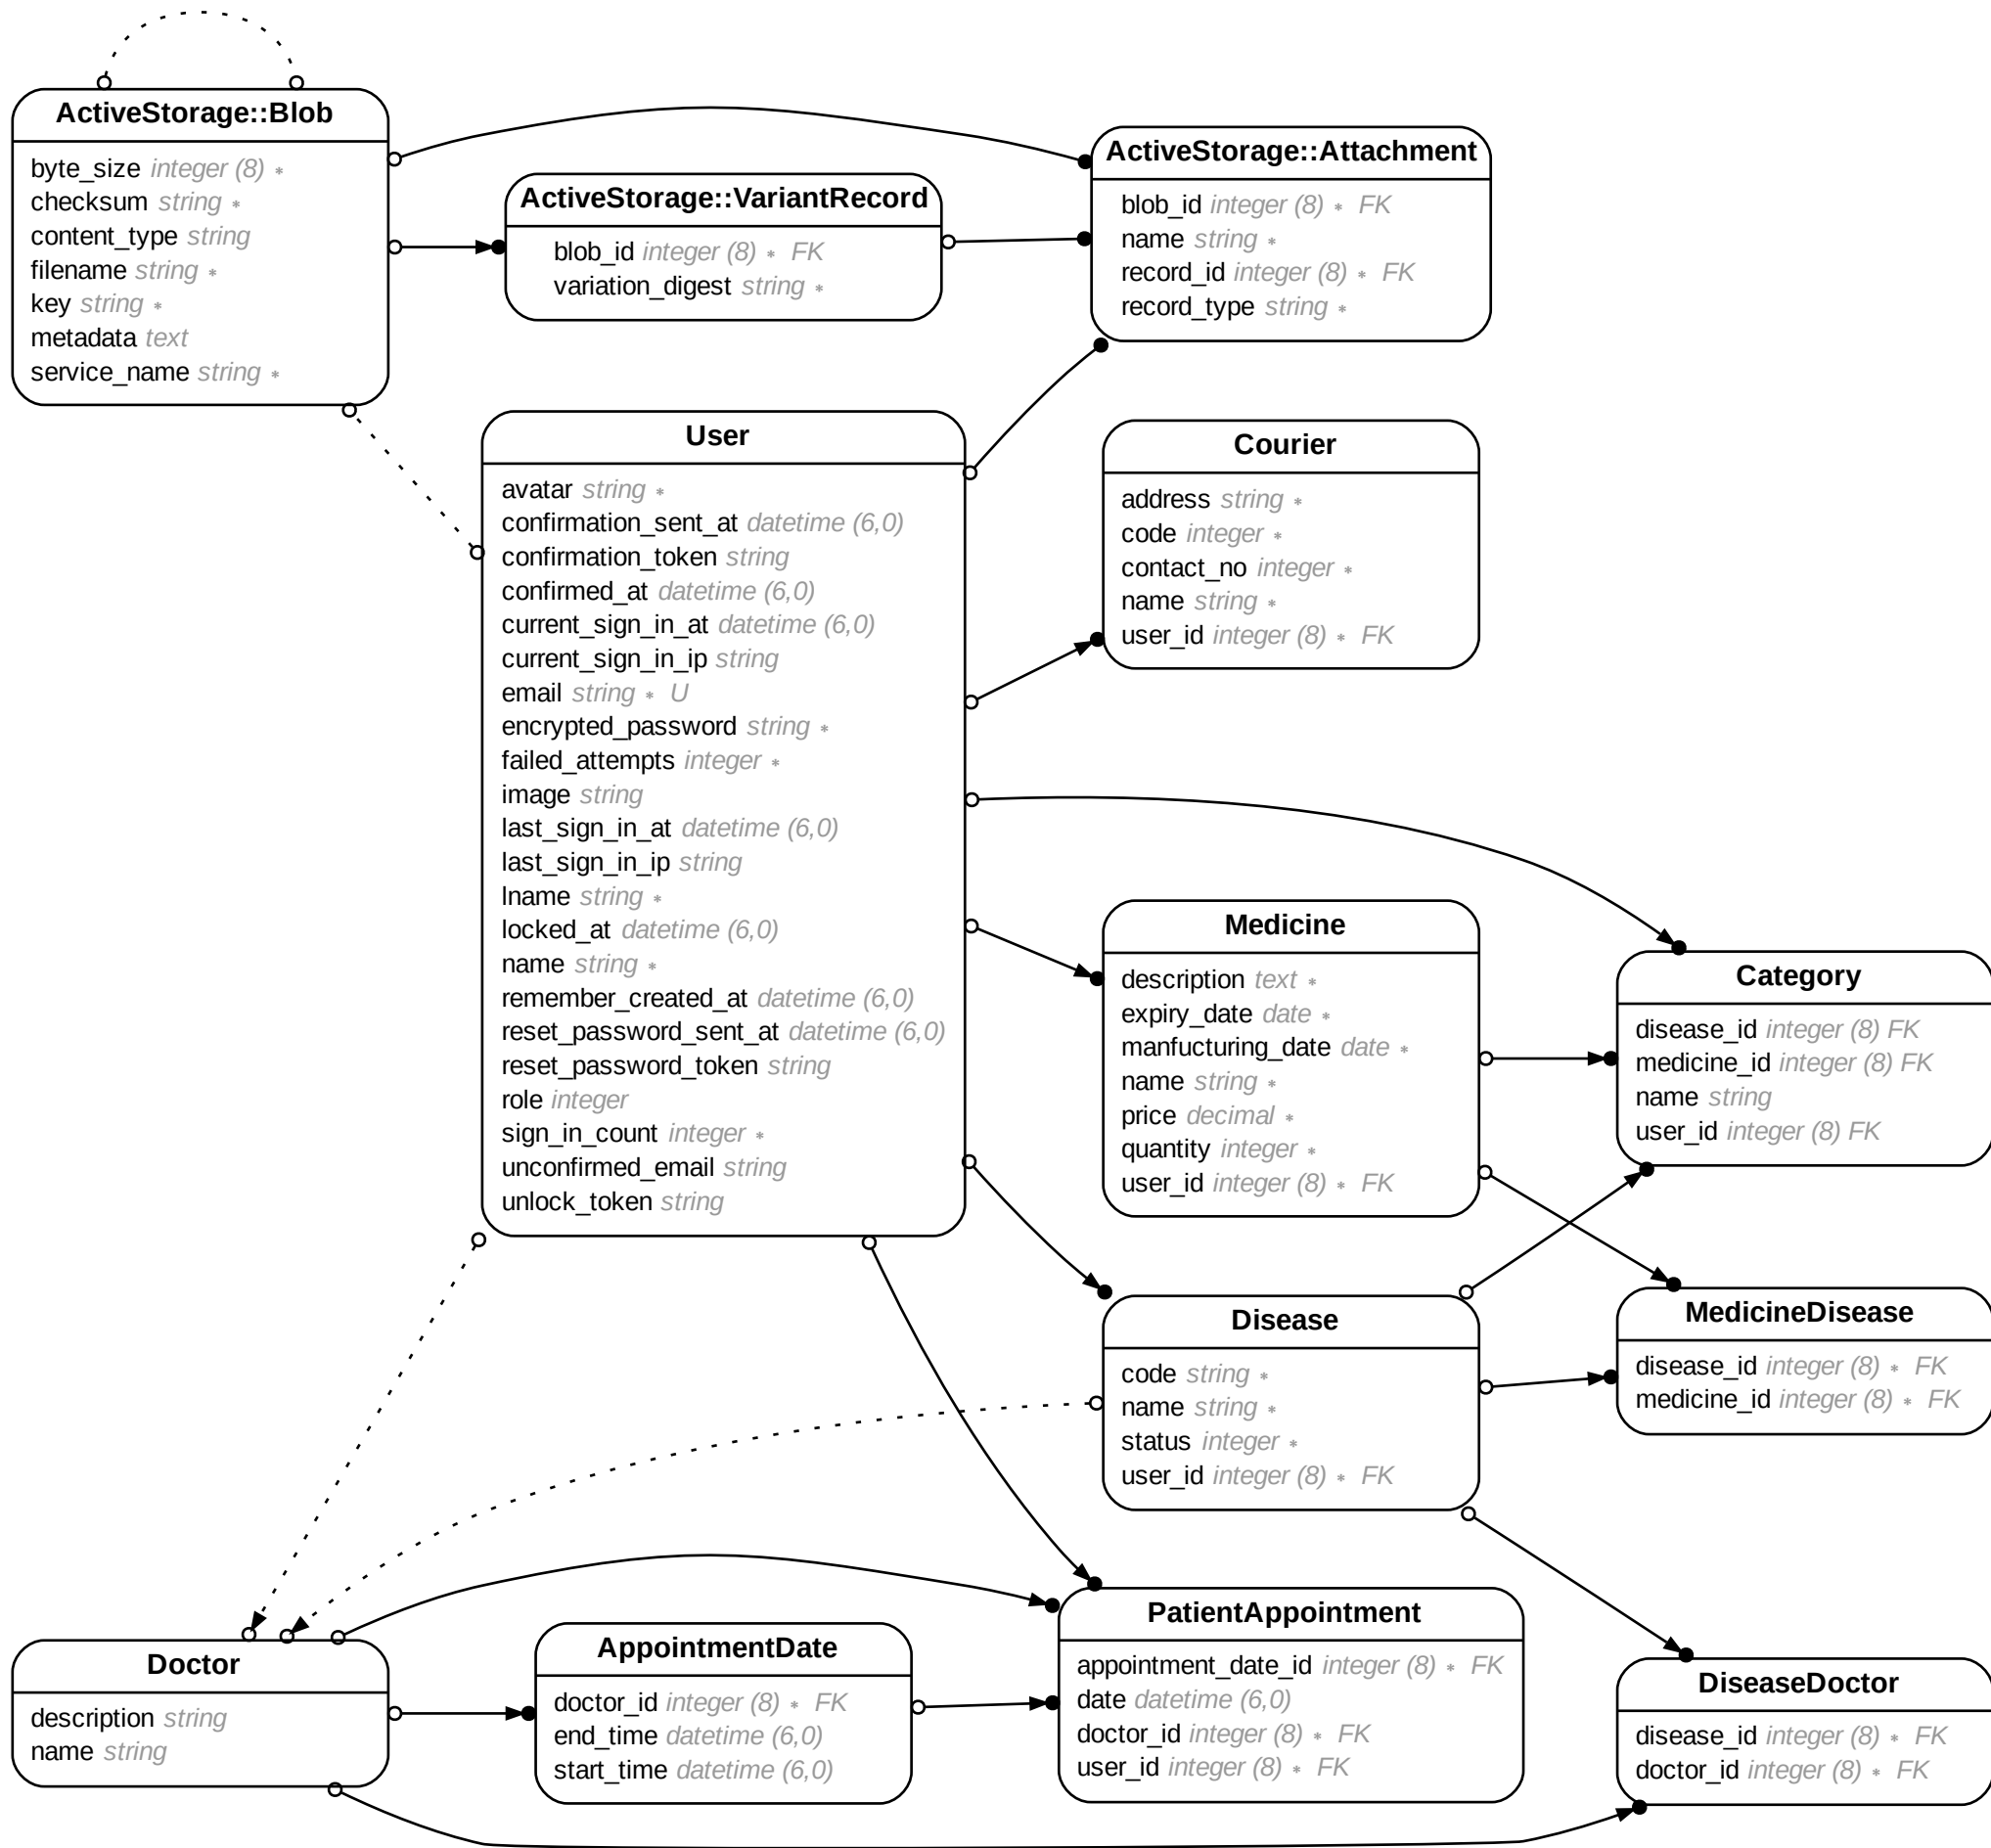 ActiveStorage::Blob
byte_size integer (8) *
checksum string *
content_type string
filename string *
key string *
metadata text
service_name string *
ActiveStorage::VariantRecord
blob_id integer (8) * FK
variation_digest string *
ActiveStorage::Attachment
blob_id integer (8) * FK
name string *
record_id integer (8) * FK
record_type string *
User
avatar string *
confirmation_sent_at datetime (6,0)
confirmation_token string
confirmed_at datetime (6,0)
current_sign_in_at datetime (6,0)
current_sign_in_ip string
email string * U
encrypted_password string *
failed_attempts integer *
image string
last_sign_in_at datetime (6,0)
last_sign_in_ip string
lname string *
locked_at datetime (6,0)
name string *
remember_created_at datetime (6,0)
reset_password_sent_at datetime (6,0)
reset_password_token string
role integer
sign_in_count integer *
unconfirmed_email string
unlock_token string
Courier
address string *
code integer *
contact_no integer *
name string *
user_id integer (8) * FK
Medicine
description text *
expiry_date date *
manfucturing_date date *
name string *
price decimal *
quantity integer *
user_id integer (8) * FK
Category
disease_id integer (8) FK
medicine_id integer (8) FK
name string
user_id integer (8) FK
Disease
code string *
name string *
status integer *
user_id integer (8) * FK
MedicineDisease
disease_id integer (8) * FK
medicine_id integer (8) * FK
Doctor
description string
name string
AppointmentDate
doctor_id integer (8) * FK
end_time datetime (6,0)
start_time datetime (6,0)
PatientAppointment
appointment_date_id integer (8) * FK
date datetime (6,0)
doctor_id integer (8) * FK
user_id integer (8) * FK
DiseaseDoctor
disease_id integer (8) * FK
doctor_id integer (8) * FK